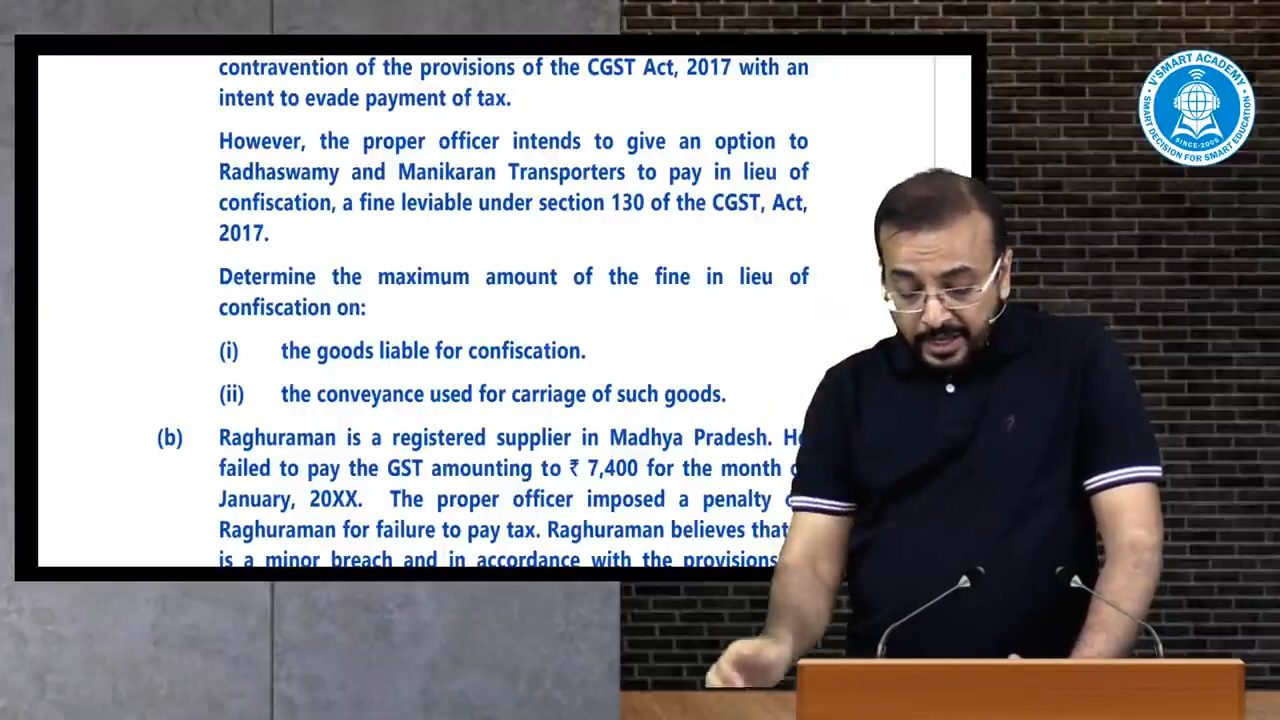 contravention of the provisions of the CGST Act, 2017 with an
intent to evade payment of tax.
However, the proper officer intends to give an option to
Radhaswamy and Manikaran Transporters to pay in lieu of
confiscation, a fine leviable under section 130 of the CGST, Act,
2017.
Determine the maximum amount of the fine in lieu of
confiscation on:
(i) the goods liable for confiscation.
(ii) the conveyance used for carriage of such goods.
(b) Raghuraman is a registered supplier in Madhya Pradesh.
failed to pay the GST amounting to ₹ 7,400 for the month
January, 20XX. The proper officer imposed a penalty
Raghuraman for failure to pay tax. Raghuraman believes that
is a minor breach and in accordance with the provisions
V'SMART ACADEMY
SMART DECISION FOR SMART EDUCATION
SINCE-2005